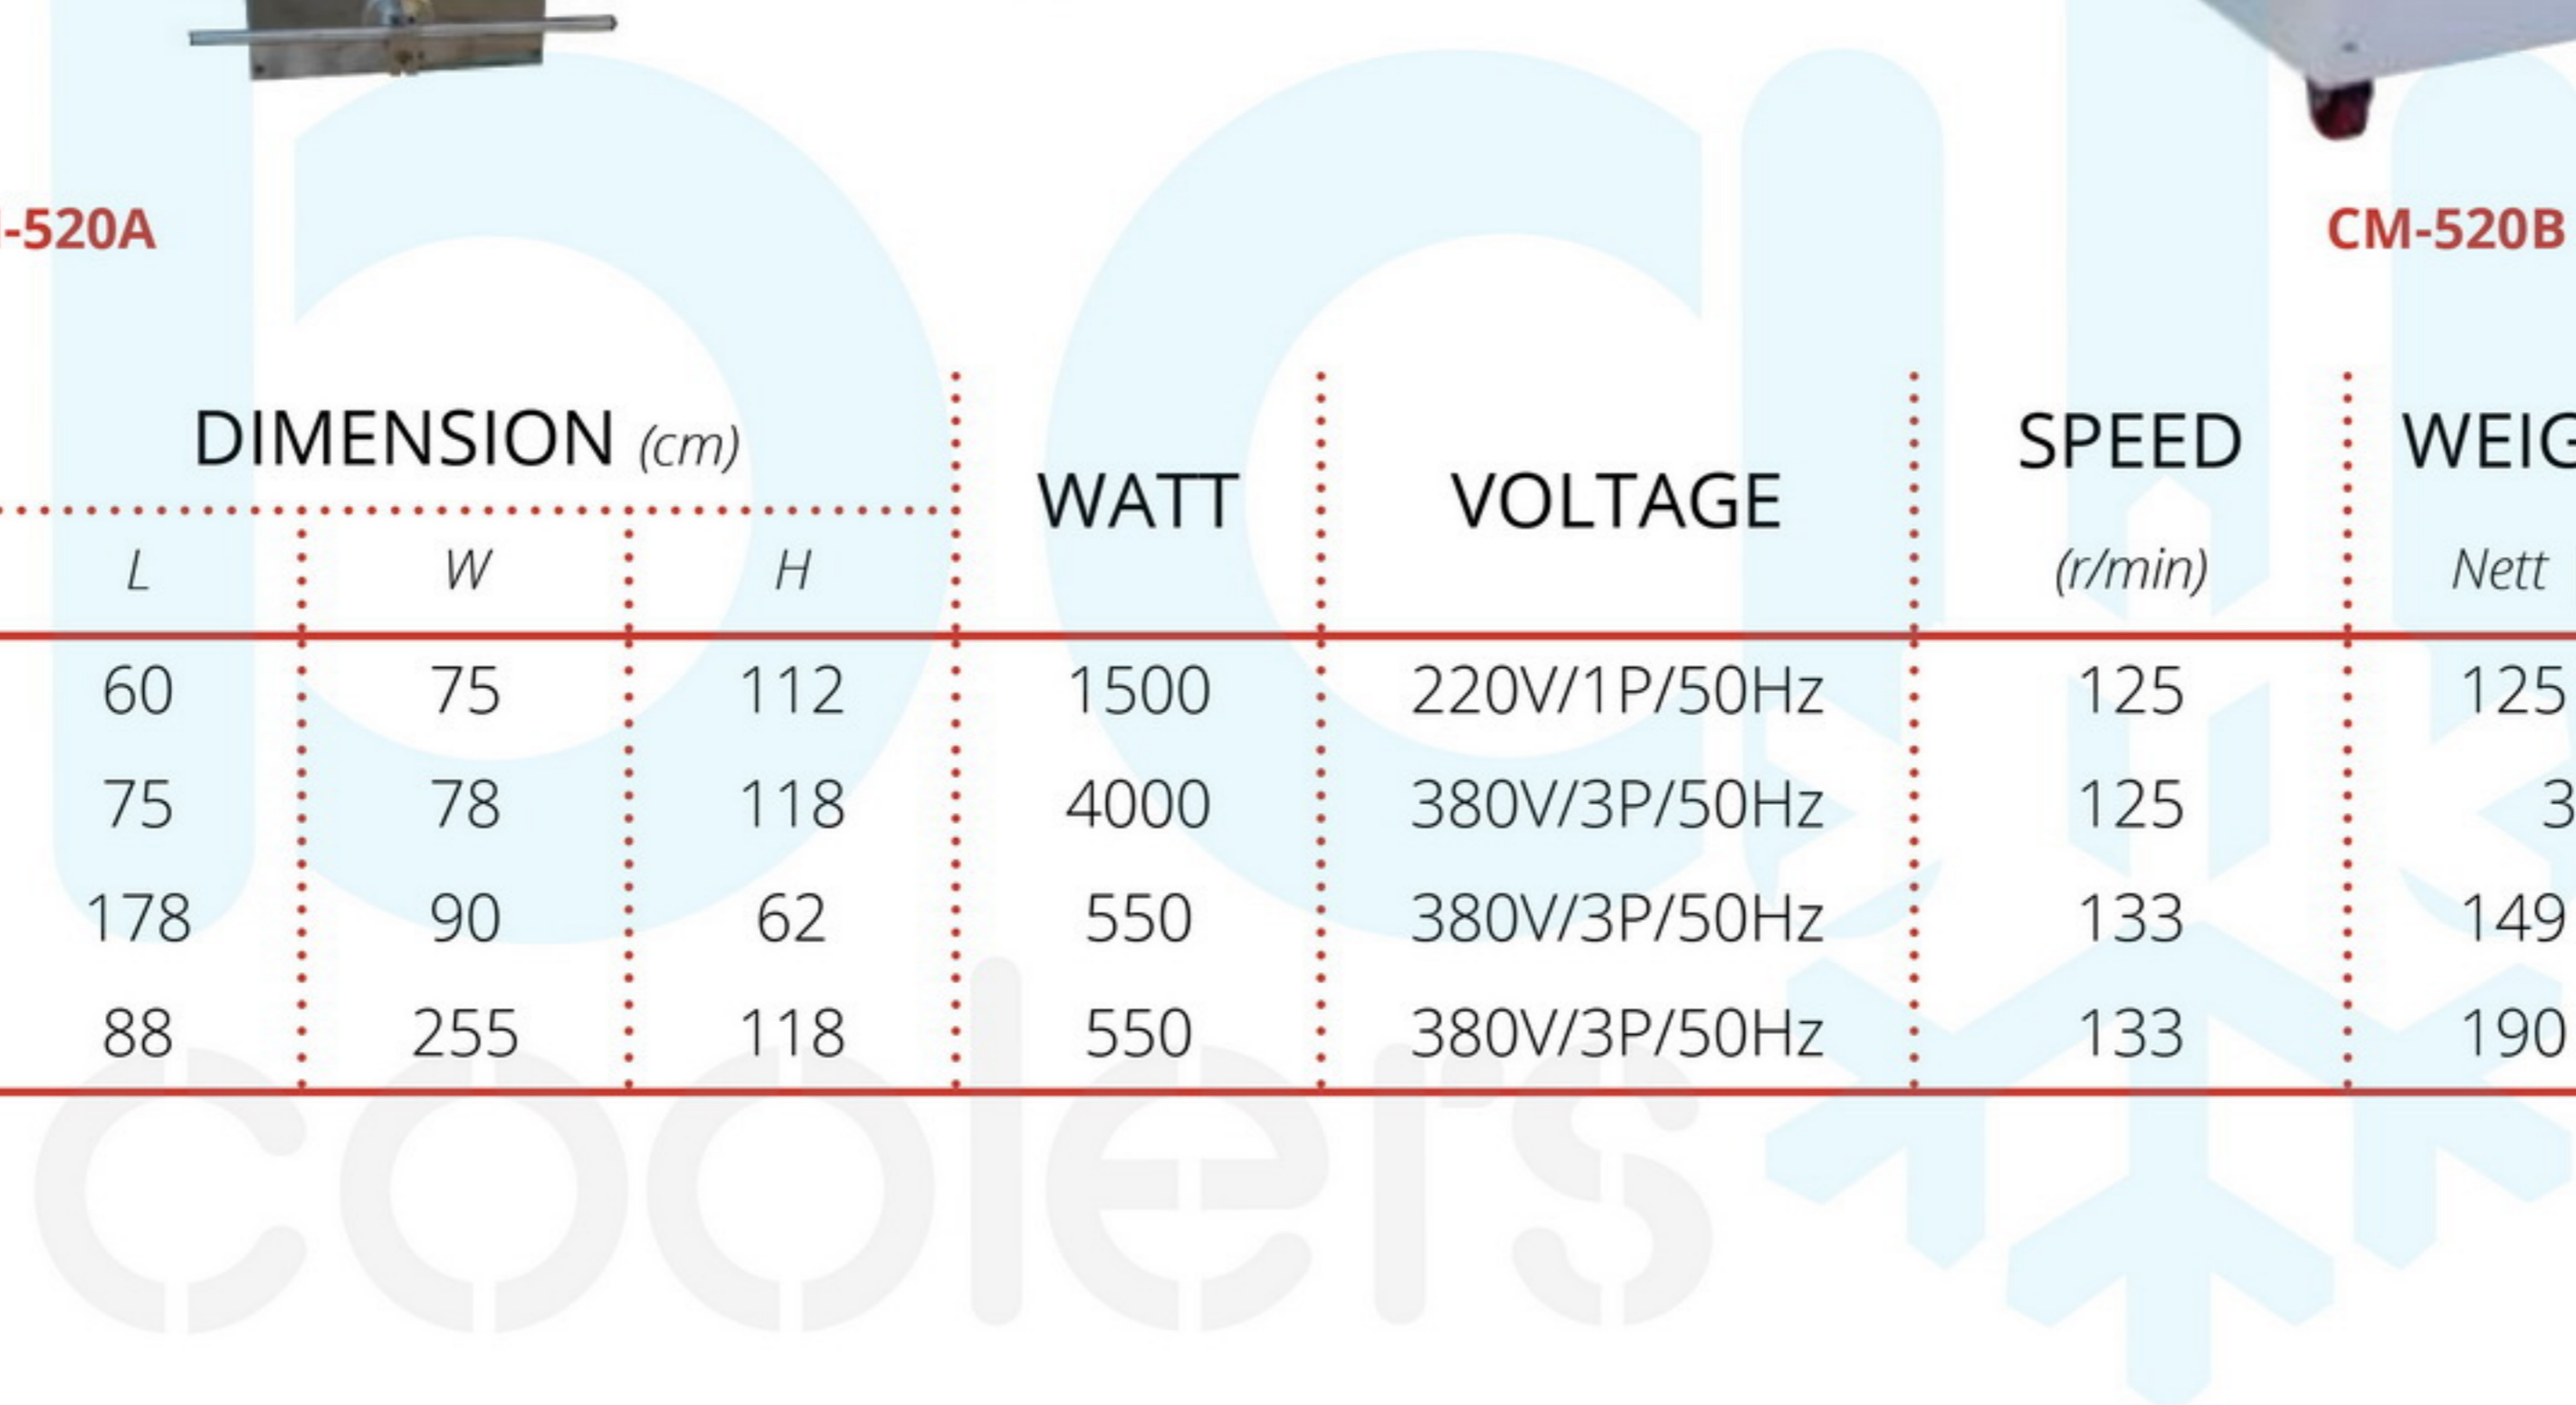 -520A CM-520B
DIMENSION (cm) WATT VOLTAGE SPEED WEIG
L W H (r/min) Nett
60 75 112 1500 220V/1P/50Hz 125 125
75 78 118 4000 380V/3P/50Hz 125 3
178 90 62 550 380V/3P/50Hz 133 149
88 255 118 550 380V/3P/50Hz 133 190
coolers